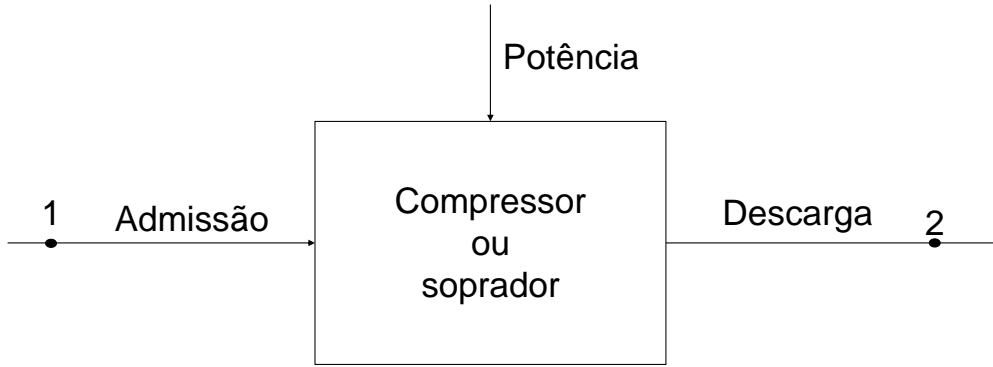 Potência
1
Admissão
Compressor
ou
soprador
Descarga
2